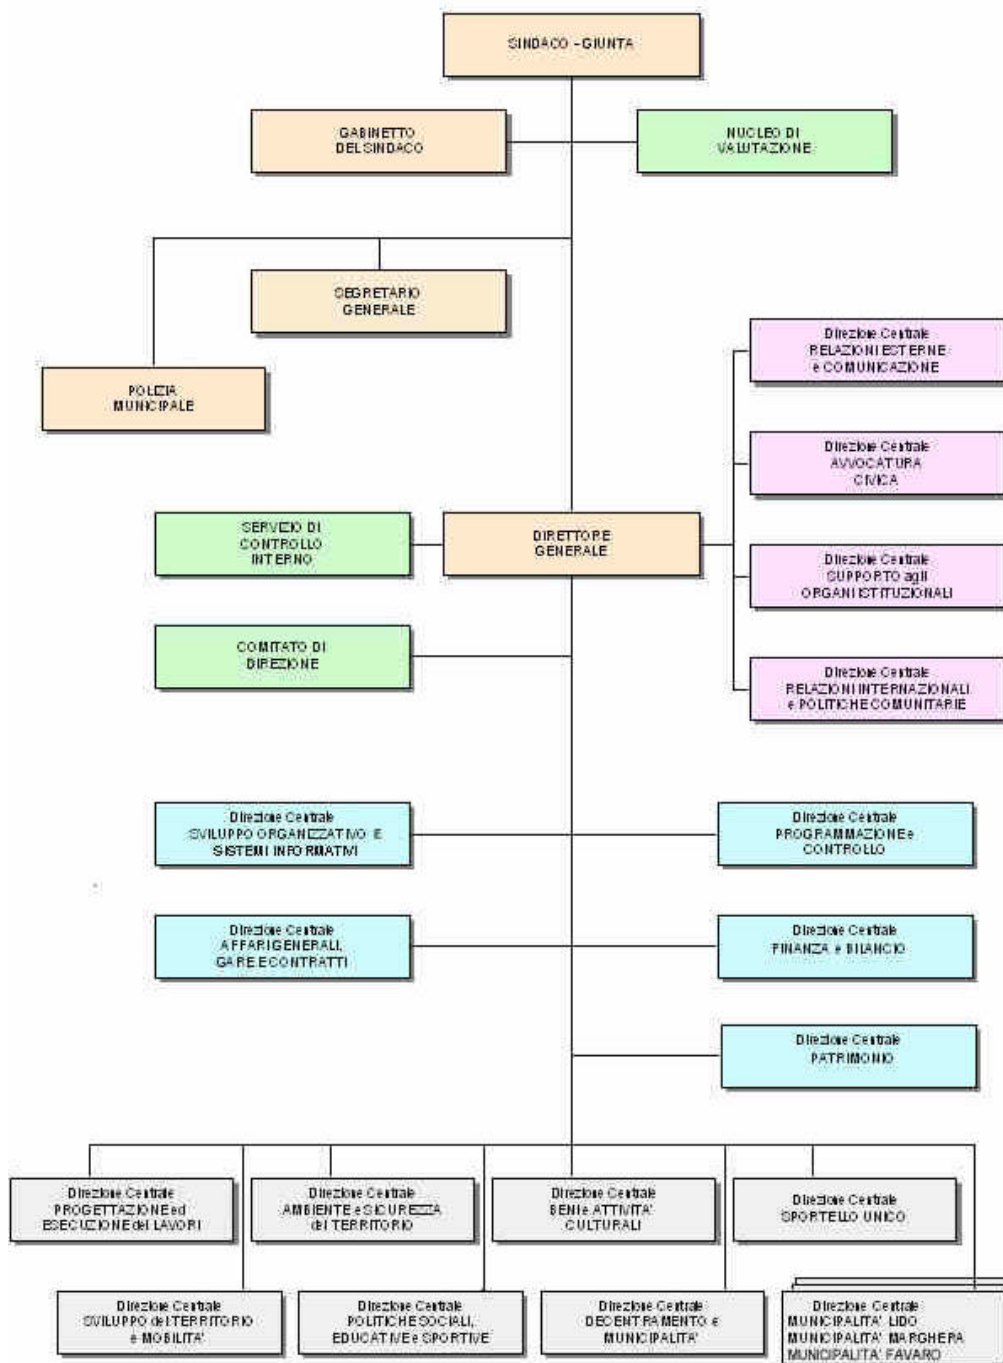 SINDACO - GIUNTA
GABINETTO
DEL SINDACO
NUCLEO DI
VALUTAZIONE
SEGRETARIO
GENERALE
POLIZIA
MUNICIPALE
Direzione Centrale
RELAZIONI ESTERNE
e COMUNICAZIONE
Direzione Centrale
AVVOCATURA
CIVICA
SERVIZIO DI
CONTROLLO
INTERNO
DIRETTORE
GENERALE
Direzione Centrale
SUPPORTO agli
ORGANI ISTITUZIONALI
COMITATO DI
DIREZIONE
Direzione Centrale
RELAZIONI INTERNAZIONALI
e POLITICHE COMUNITARIE
Direzione Centrale
SVILUPPO ORGANIZZATIVO E
SISTEMI INFORMATIVI
Direzione Centrale
PROGRAMMAZIONE e
CONTROLLO
Direzione Centrale
AFFARI GENERALI,
GARE E CONTRATTI
Direzione Centrale
FINANZA e BILANCIO
Direzione Centrale
PATRIMONIO
Direzione Centrale
PROGETTAZIONE ed
ESECUZIONE dei LAVORI
Direzione Centrale
AMBIENTE e SICUREZZA
del TERRITORIO
Direzione Centrale
BENI e ATTIVITA'
CULTURALI
Direzione Centrale
SPORTELLO UNICO
Direzione Centrale
SVILUPPO del TERRITORIO
e MOBILITA'
Direzione Centrale
POLITICHE SOCIALI,
EDUCATIVE e SPORTIVE
Direzione Centrale
DECENTRAMENTO e
MUNICIPALITA'
Direzione Centrale
MUNICIPALITA' LIDO
MUNICIPALITA' MARGHERA
MUNICIPALITA' FAVARO